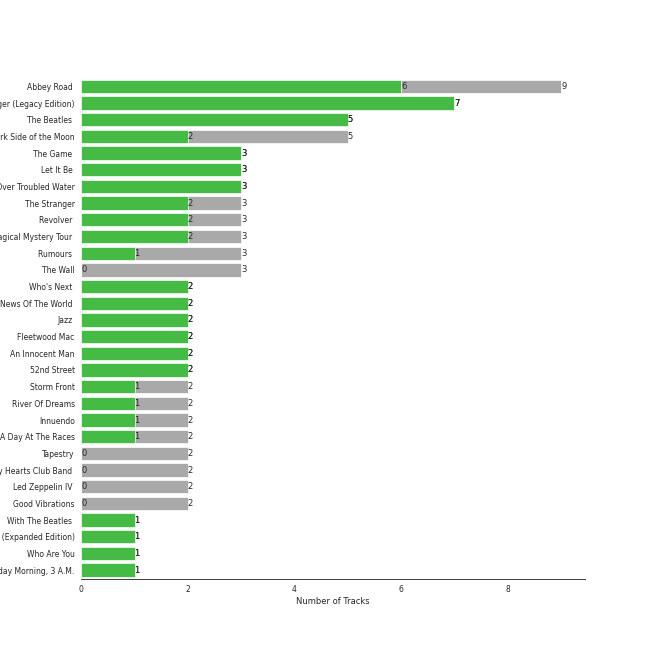 Abbey Road 6 9
ger (Legacy Edition) 7
The Beatles 5
rk Side of the Moon 2 5
The Game 3
Let It Be 3
Over Troubled Water 3
The Stranger 2 3
Revolver 2 3
agical Mystery Tour 2 3
Rumours 1 3
The Wall 0 3
Who's Next 2
News Of The World 2
Jazz 2
Fleetwood Mac 2
An Innocent Man 2
52nd Street 2
Storm Front 1 2
River Of Dreams 1 2
Innuendo 1 2
A Day At The Races 1 2
Tapestry 0 2
y Hearts Club Band 0 2
Led Zeppelin IV 0 2
Good Vibrations 0 2
With The Beatles 1
(Expanded Edition) 1
Who Are You 1
day Morning, 3 A.M. 1
0 2 4 6 8
Number of Tracks